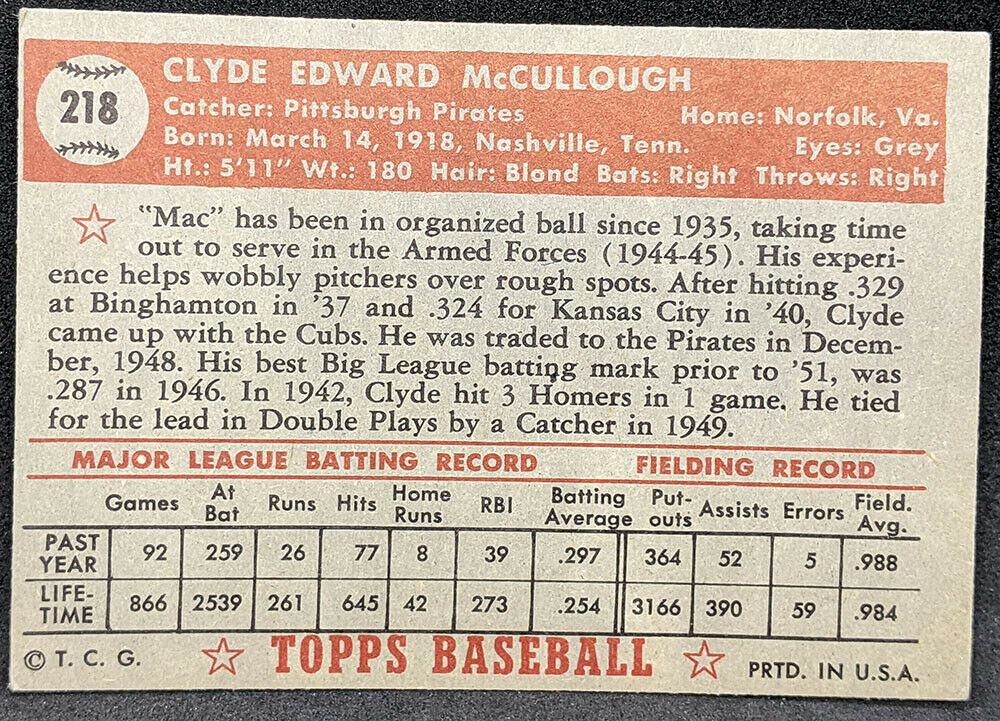 218
CLYDE EDWARD McCULLOUGH
Catcher: Pittsburgh Pirates Home: Norfolk, Va.
Born: March 14, 1918, Nashville, Tenn. Eyes: Grey
Ht.: 5'11" Wt.: 180 Hair: Blond Bats: Right Throws: Right
"Mac" has been in organized ball since 1935, taking time
out to serve in the Armed Forces (1944-45). His experi-
ence helps wobbly pitchers over rough spots. After hitting .329
at Binghamton in '37 and .324 for Kansas City in '40, Clyde
came up with the Cubs. He was traded to the Pirates in Decem-
ber, 1948. His best Big League batting mark prior to '51, was
.287 in 1946. In 1942, Clyde hit 3 Homers in 1 game. He tied
for the lead in Double Plays by a Catcher in 1949.
MAJOR LEAGUE BATTING RECORD FIELDING RECORD
Games At Bat Runs Hits Home Runs RBI Batting Average Put-outs Assists Errors Field. Avg.
PAST YEAR 92 259 26 77 8 39 .297 364 52 5 .988
LIFE-TIME 866 2539 261 645 42 273 .254 3166 390 59 .984
© T. C. G. TOPPS BASEBALL PRTD. IN U.S.A.